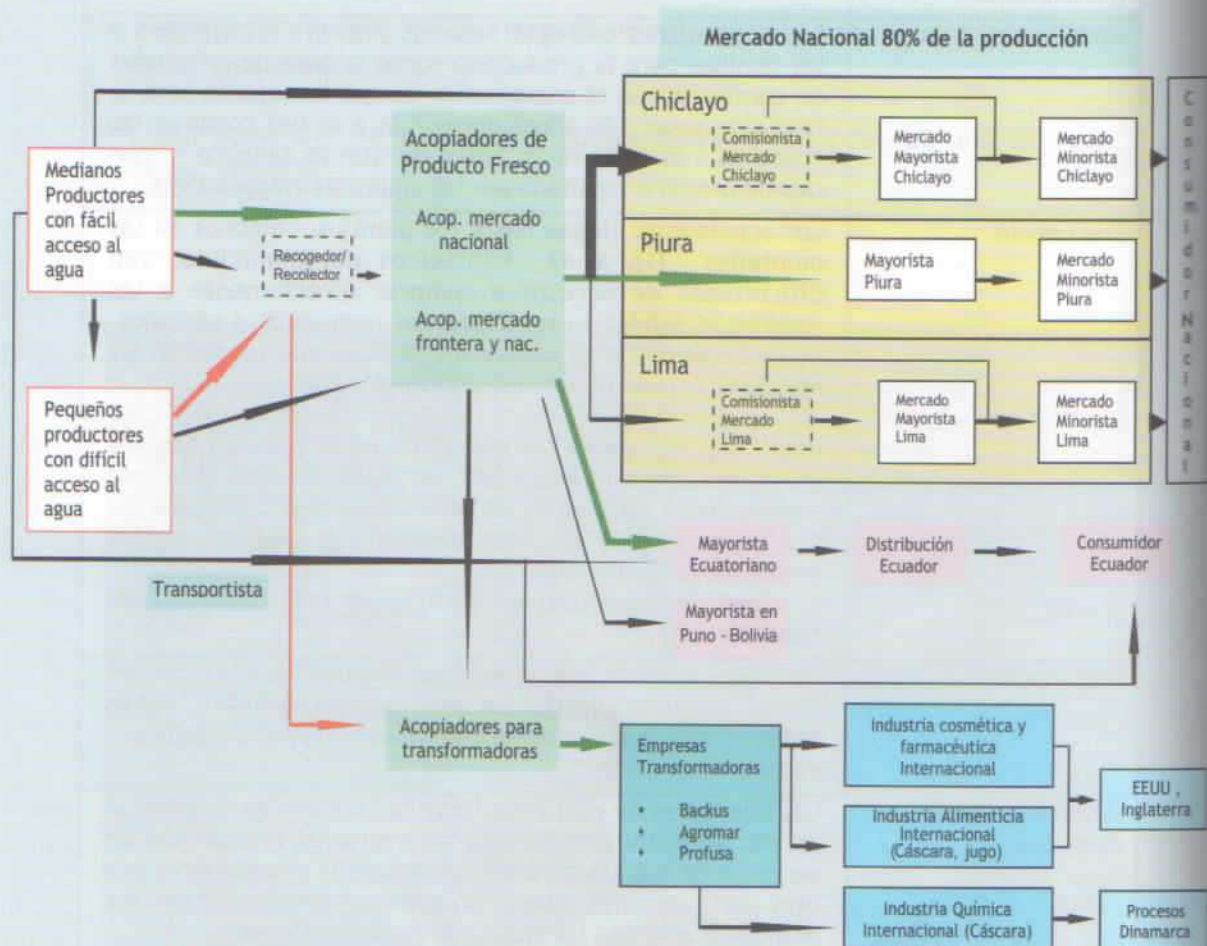 Mercado Nacional 80% de la producción
Medianos
Productores
con fácil
acceso al
agua
Pequeños
productores
con difícil
acceso al
agua
Recogedor/
Recolector
Transportista
Acopiadores de
Producto Fresco
Acop. mercado
nacional
Acop. mercado
frontera y nac.
Chiclayo
Comisionista
Mercado
Chiclayo
Mercado
Mayorista
Chiclayo
Mercado
Minorista
Chiclayo
Piura
Mayorista
Piura
Mercado
Minorista
Piura
Lima
Comisionista
Mercado
Lima
Mercado
Mayorista
Lima
Mercado
Minorista
Lima
Consumidor Nacional
Mayorista
Ecuatoriano
Distribución
Ecuador
Consumidor
Ecuador
Mayorista en
Puno - Bolivia
Acopiadores para
transformadoras
Empresas
Transformadoras
• Backus
• Agromar
• Profusa
Industria cosmética y
farmacéutica
Internacional
Industria Alimenticia
Internacional
(Cáscara, jugo)
EEUU ,
Inglaterra
Industria Química
Internacional (Cáscara)
Procesos
Dinamarca